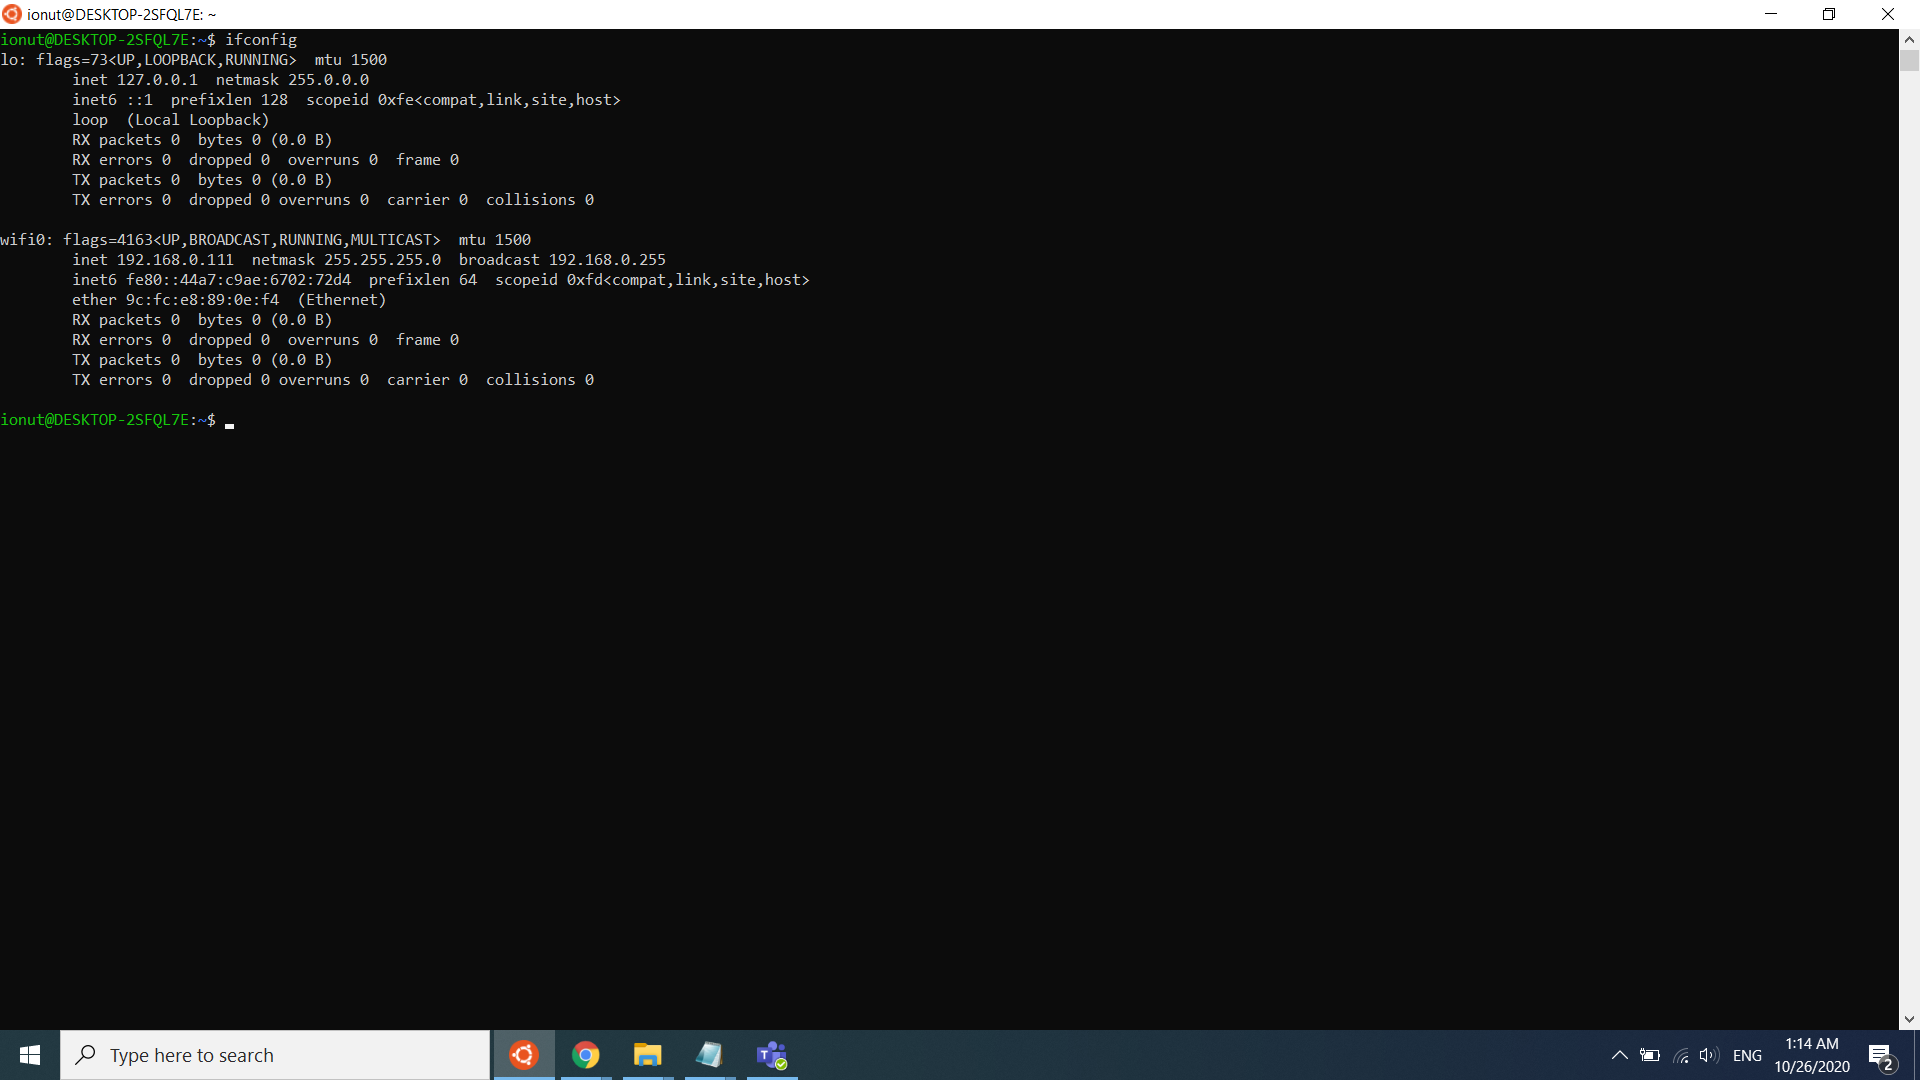 ionut@DESKTOP-2SFQL7E: ~
ionut@DESKTOP-2SFQL7E:~$ ifconfig
lo: flags=73<UP,LOOPBACK,RUNNING>  mtu 1500
        inet 127.0.0.1  netmask 255.0.0.0
        inet6 ::1  prefixlen 128  scopeid 0xfe<compat,link,site,host>
        loop  (Local Loopback)
        RX packets 0  bytes 0 (0.0 B)
        RX errors 0  dropped 0  overruns 0  frame 0
        TX packets 0  bytes 0 (0.0 B)
        TX errors 0  dropped 0 overruns 0  carrier 0  collisions 0
wifi0: flags=4163<UP,BROADCAST,RUNNING,MULTICAST>  mtu 1500
        inet 192.168.0.111  netmask 255.255.255.0  broadcast 192.168.0.255
        inet6 fe80::44a7:c9ae:6702:72d4  prefixlen 64  scopeid 0xfd<compat,link,site,host>
        ether 9c:fc:e8:89:0e:f4  (Ethernet)
        RX packets 0  bytes 0 (0.0 B)
        RX errors 0  dropped 0  overruns 0  frame 0
        TX packets 0  bytes 0 (0.0 B)
        TX errors 0  dropped 0 overruns 0  carrier 0  collisions 0
ionut@DESKTOP-2SFQL7E:~$
Type here to search
T
ENG
1:14 AM
10/26/2020
2